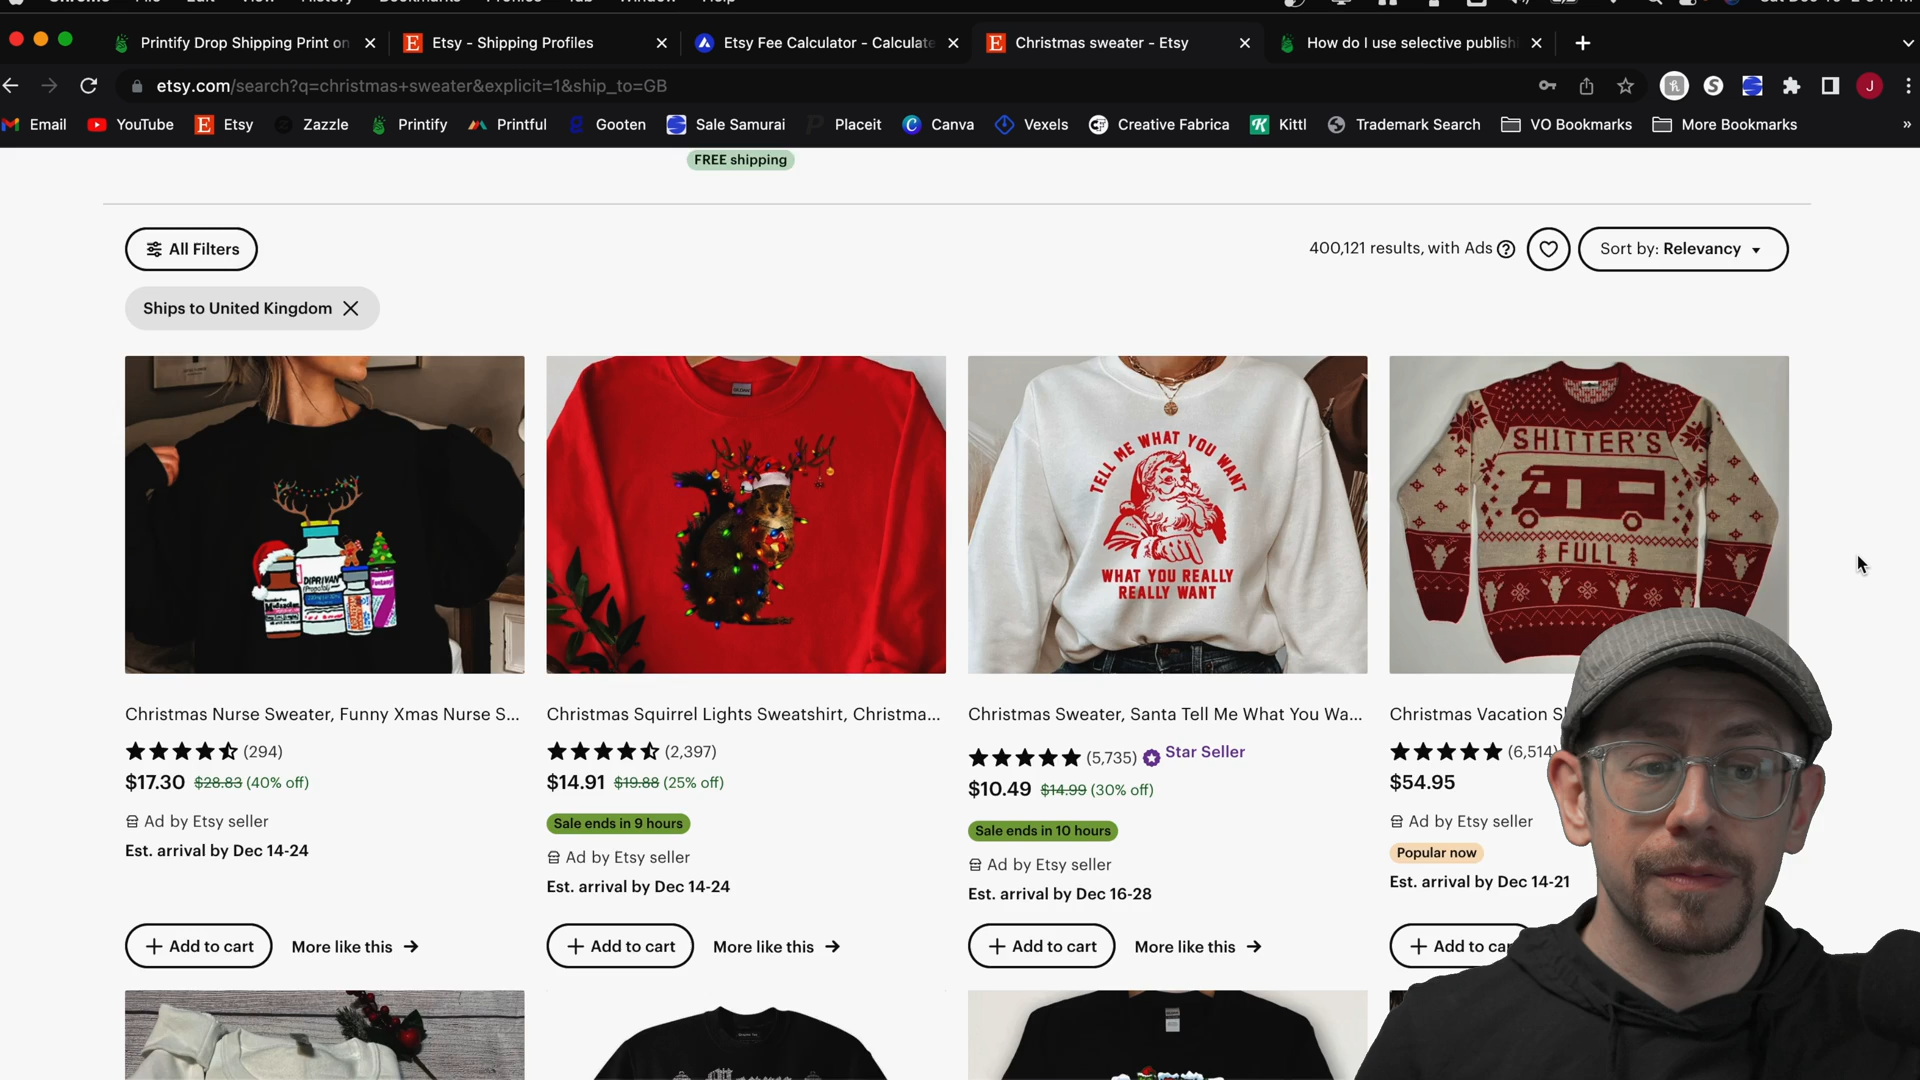 Printify Drop Shipping Print on
Etsy - Shipping Profiles
Etsy Fee Calculator - Calculate
Christmas sweater - Etsy
How do I use selective publishi
etsy.com/search?q=christmas+sweater&explicit=1&ship_to=GB
J
Email YouTube Etsy Zazzle Printify Printful Gooten Sale Samurai Placeit Canva Vexels Creative Fabrica Kittl Trademark Search VO Bookmarks More Bookmarks »
FREE shipping
All Filters
400,121 results, with Ads
Sort by: Relevancy
Ships to United Kingdom
DIPRIVAN
TELL ME WHAT YOU WANT
WHAT YOU REALLY
REALLY WANT
SHITTER'S
FULL
Christmas Nurse Sweater, Funny Xmas Nurse S...
(294)
$17.30 $28.83 (40% off)
Ad by Etsy seller
Est. arrival by Dec 14-24
Add to cart More like this →
Christmas Squirrel Lights Sweatshirt, Christma...
(2,397)
$14.91 $19.88 (25% off)
Sale ends in 9 hours
Ad by Etsy seller
Est. arrival by Dec 14-24
Add to cart More like this →
Christmas Sweater, Santa Tell Me What You Wa...
(5,735) Star Seller
$10.49 $14.99 (30% off)
Sale ends in 10 hours
Ad by Etsy seller
Est. arrival by Dec 16-28
Add to cart More like this →
Christmas Vacation
(6,514)
$54.95
Ad by Etsy seller
Popular now
Est. arrival by Dec 14-21
Add to car